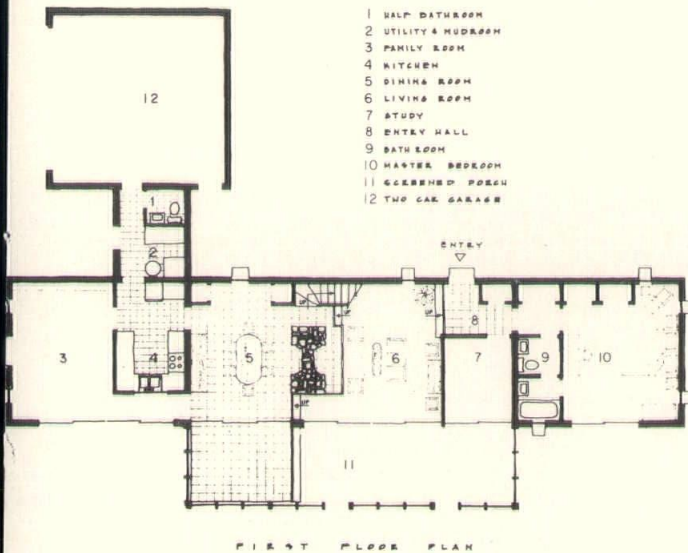 1 HALF BATHROOM
2 UTILITY & MUDROOM
3 FAMILY ROOM
4 KITCHEN
5 DINING ROOM
6 LIVING ROOM
7 STUDY
8 ENTRY HALL
9 BATHROOM
10 MASTER BEDROOM
11 SCREENED PORCH
12 TWO CAR GARAGE
12
1
2
ENTRY
3
4
5
6
7
8
9
10
11
FIRST FLOOR PLAN